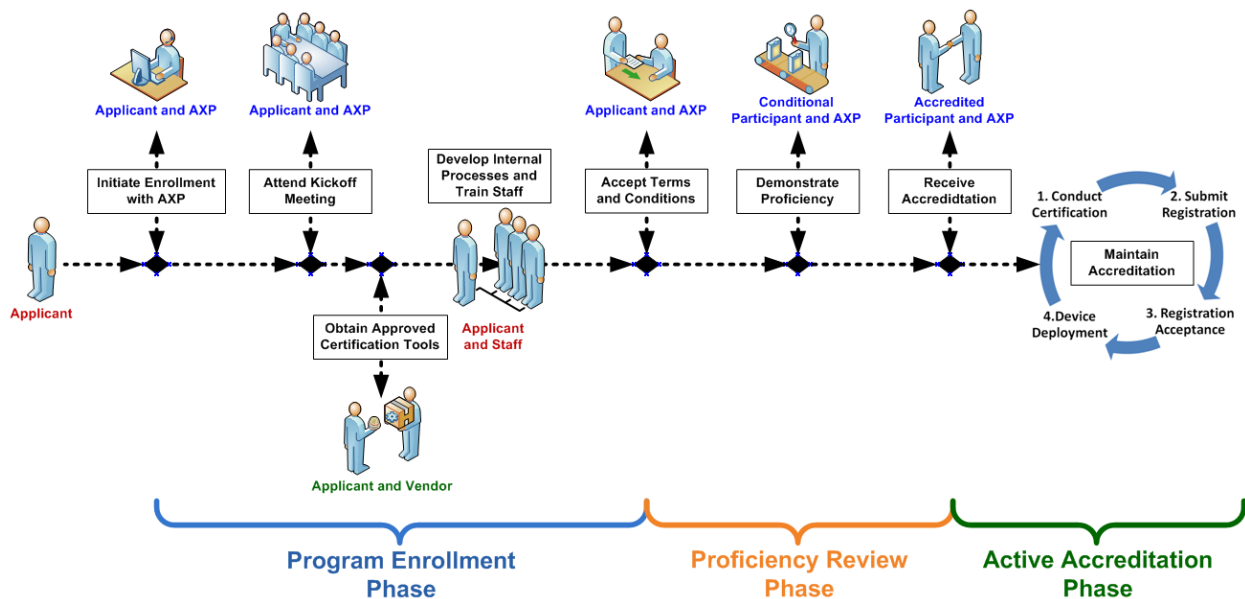 Applicant and AXP
Applicant and AXP
Applicant and AXP
Conditional
Participant and AXP
Accredited
Participant and AXP
Initiate Enrollment
with AXP
Attend Kickoff
Meeting
Develop Internal
Processes and
Train Staff
Accept Terms
and Conditions
Demonstrate
Proficiency
Receive
Accredidtation
1. Conduct
Certification
2. Submit
Registration
Maintain
Accreditation
4.Device
Deployment
3. Registration
Acceptance
Applicant
Obtain Approved
Certification Tools
Applicant
and Staff
Applicant and Vendor
Program Enrollment
Phase
Proficiency Review
Phase
Active Accreditation
Phase